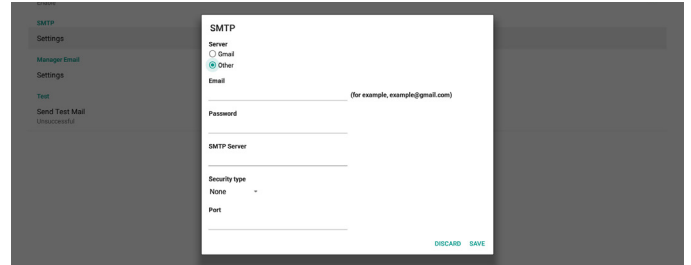 Enable
SMTP
Settings
Manager Email
Settings
Test
Send Test Mail
Unsuccessful
SMTP
Server
Gmail
Other
Email
(for example, example@gmail.com)
Password
SMTP Server
Security type
None
Port
DISCARD SAVE